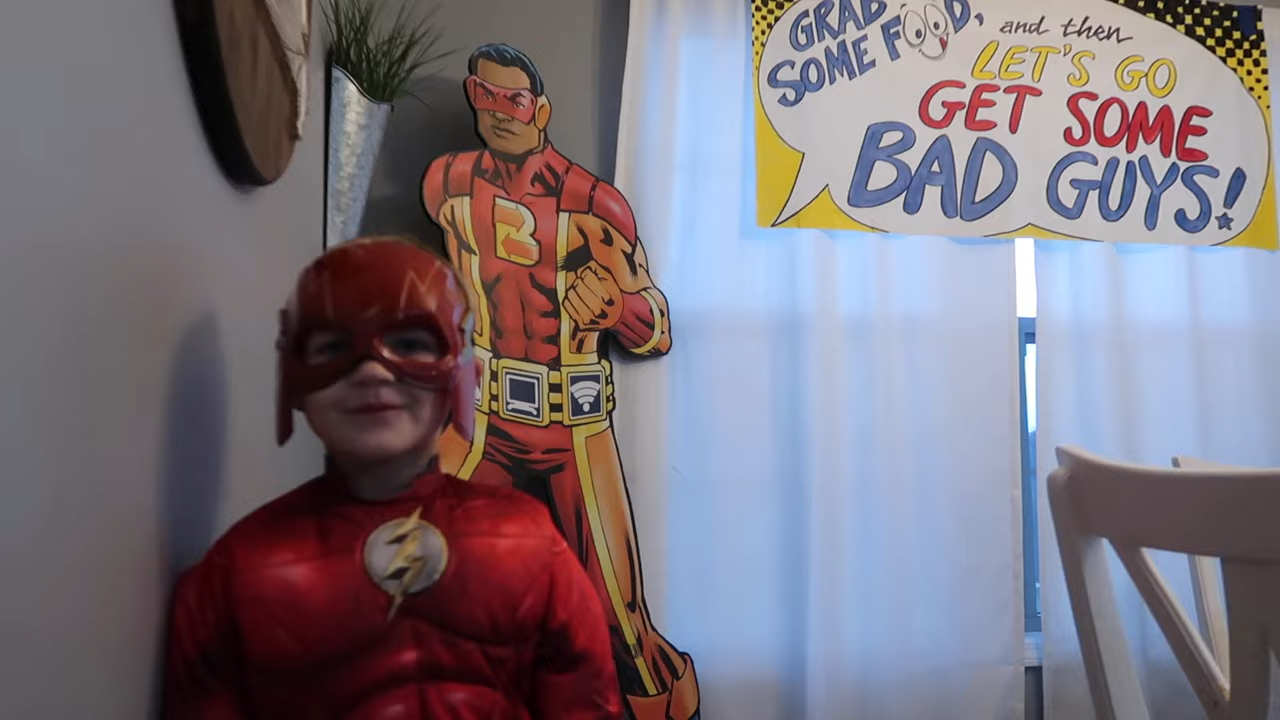 GRAB
SOME FOOD, and then
LET'S GO
GET SOME
BAD GUYS!
B